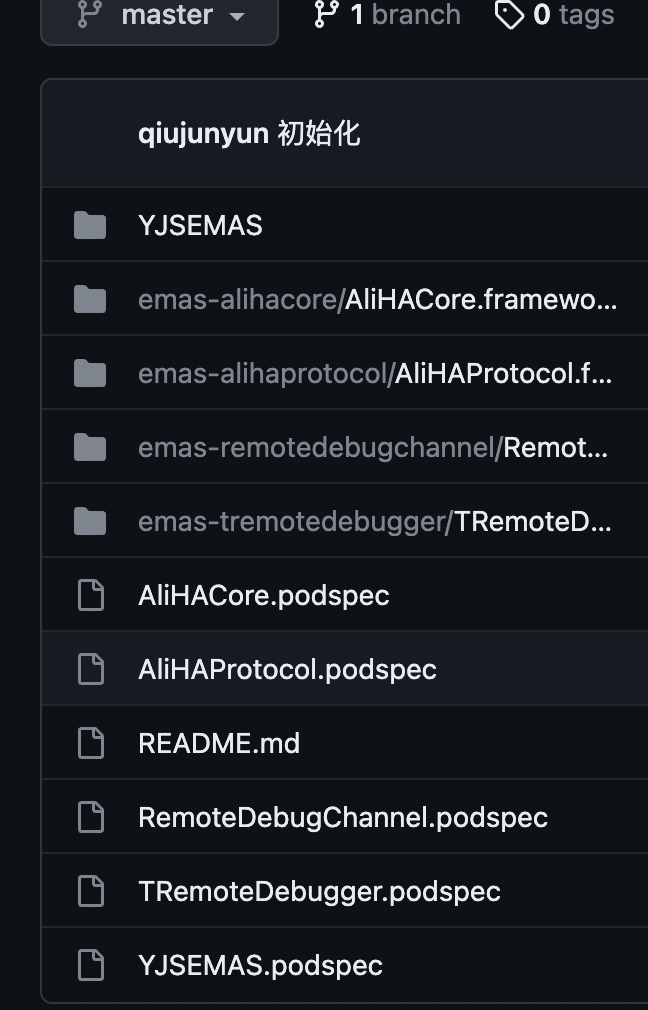 master 1 branch 0 tags
qiujunyun 初始化
YJSEMAS
emas-alihacore/AliHACore.framewo...
emas-alihaprotocol/AliHAProtocol.f...
emas-remotedebugchannel/Remot...
emas-tremotedebugger/TRemoteD...
AliHACore.podspec
AliHAProtocol.podspec
README.md
RemoteDebugChannel.podspec
TRemoteDebugger.podspec
YJSEMAS.podspec